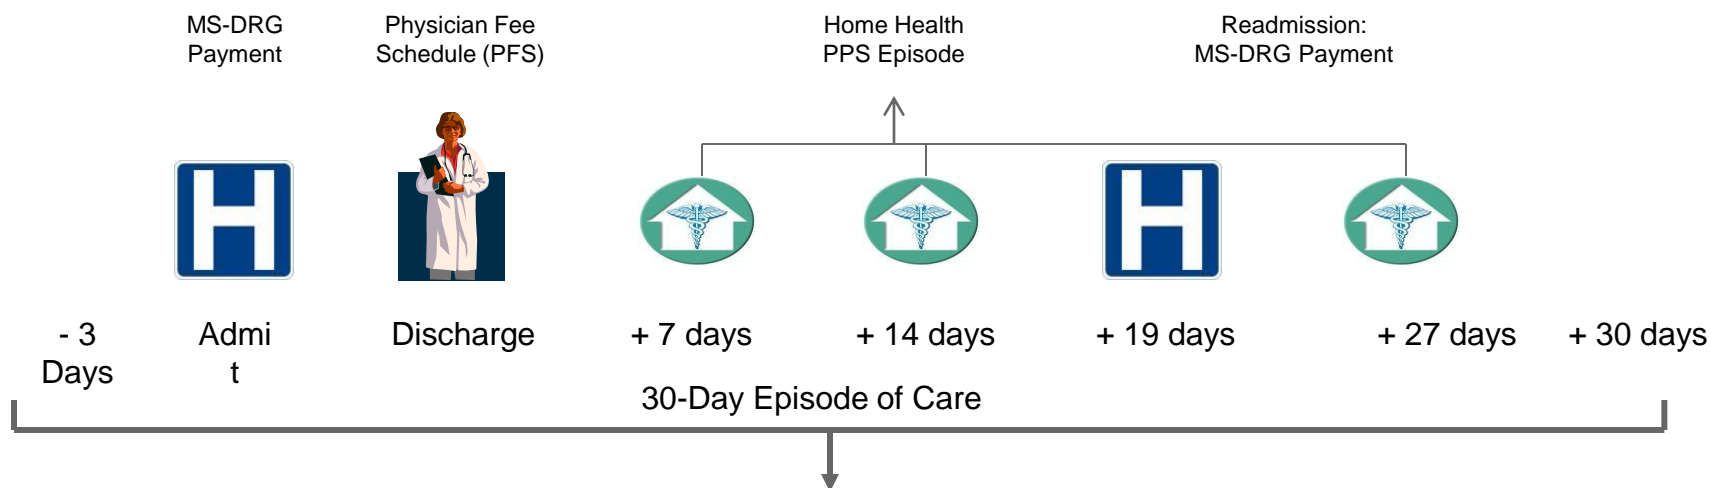 MS-DRG
Payment
Physician Fee
Schedule (PFS)
Home Health
PPS Episode
Readmission:
MS-DRG Payment
H
H
- 3
Days
Admi
t
Discharge
+ 7 days
+ 14 days
+ 19 days
+ 27 days
+ 30 days
30-Day Episode of Care